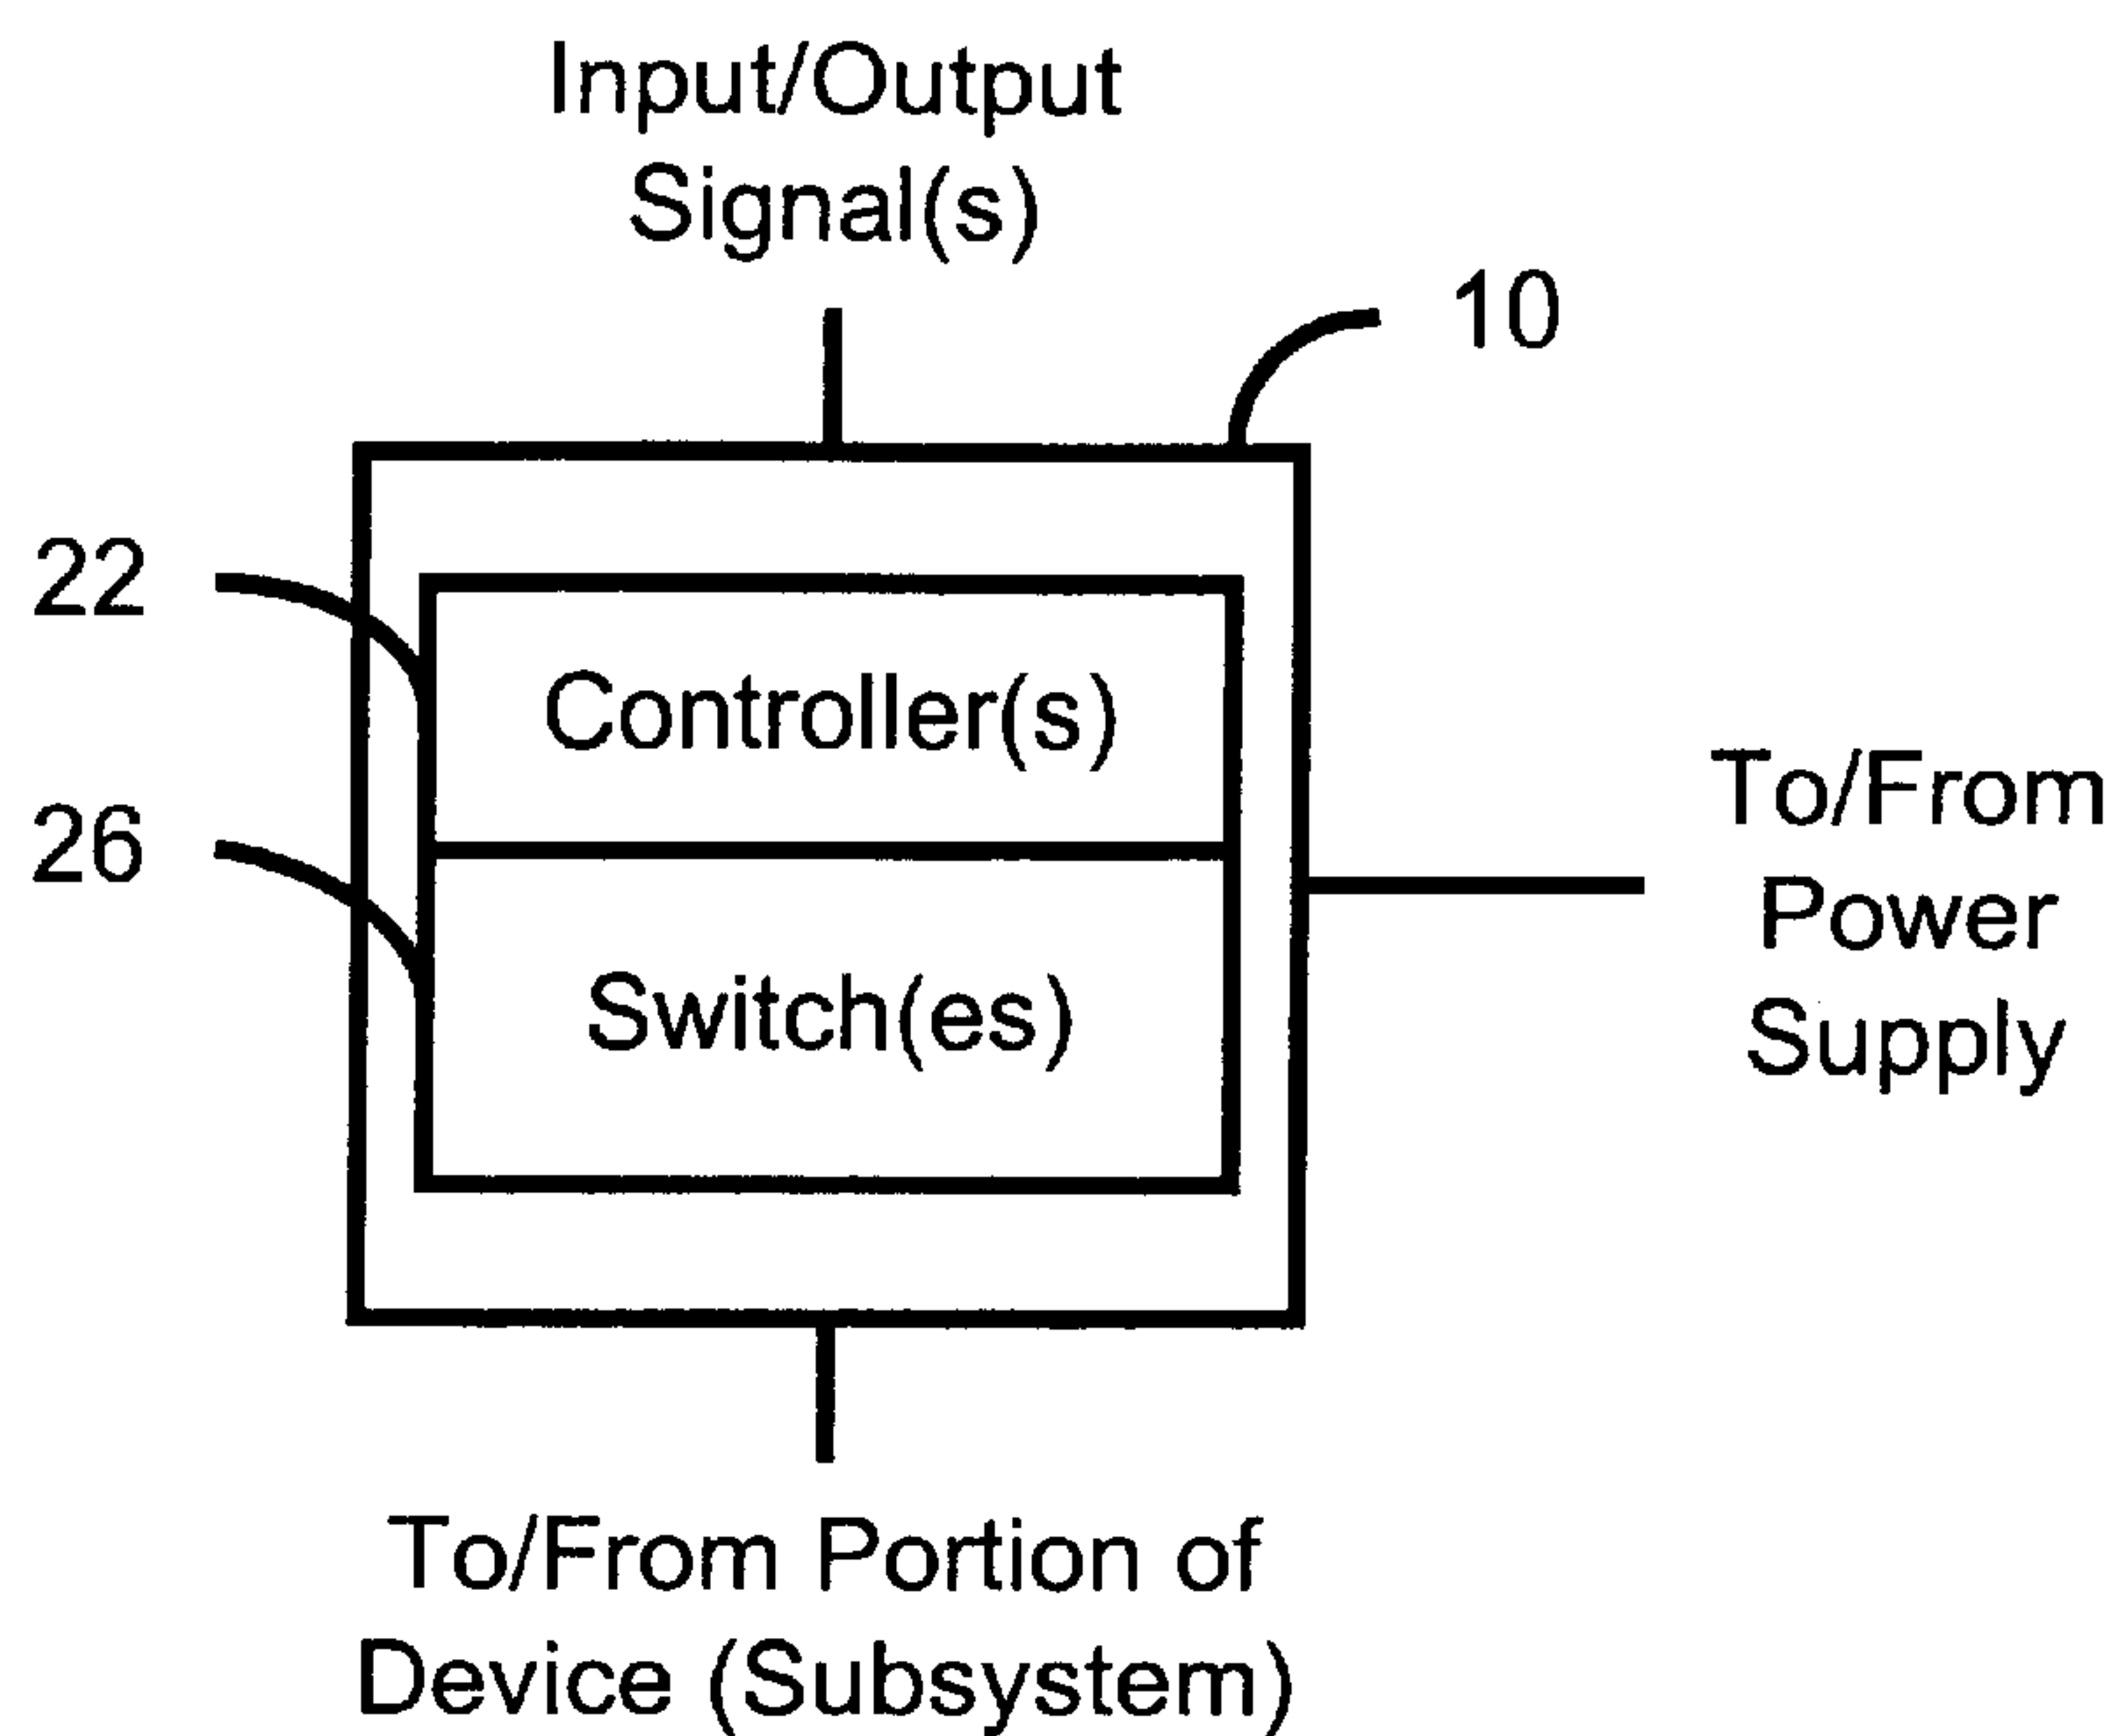 Input/Output
Signal(s)
10
22
Controller(s)
26
Switch(es)
To/From
Power
Supply
To/From Portion of
Device (Subsystem)